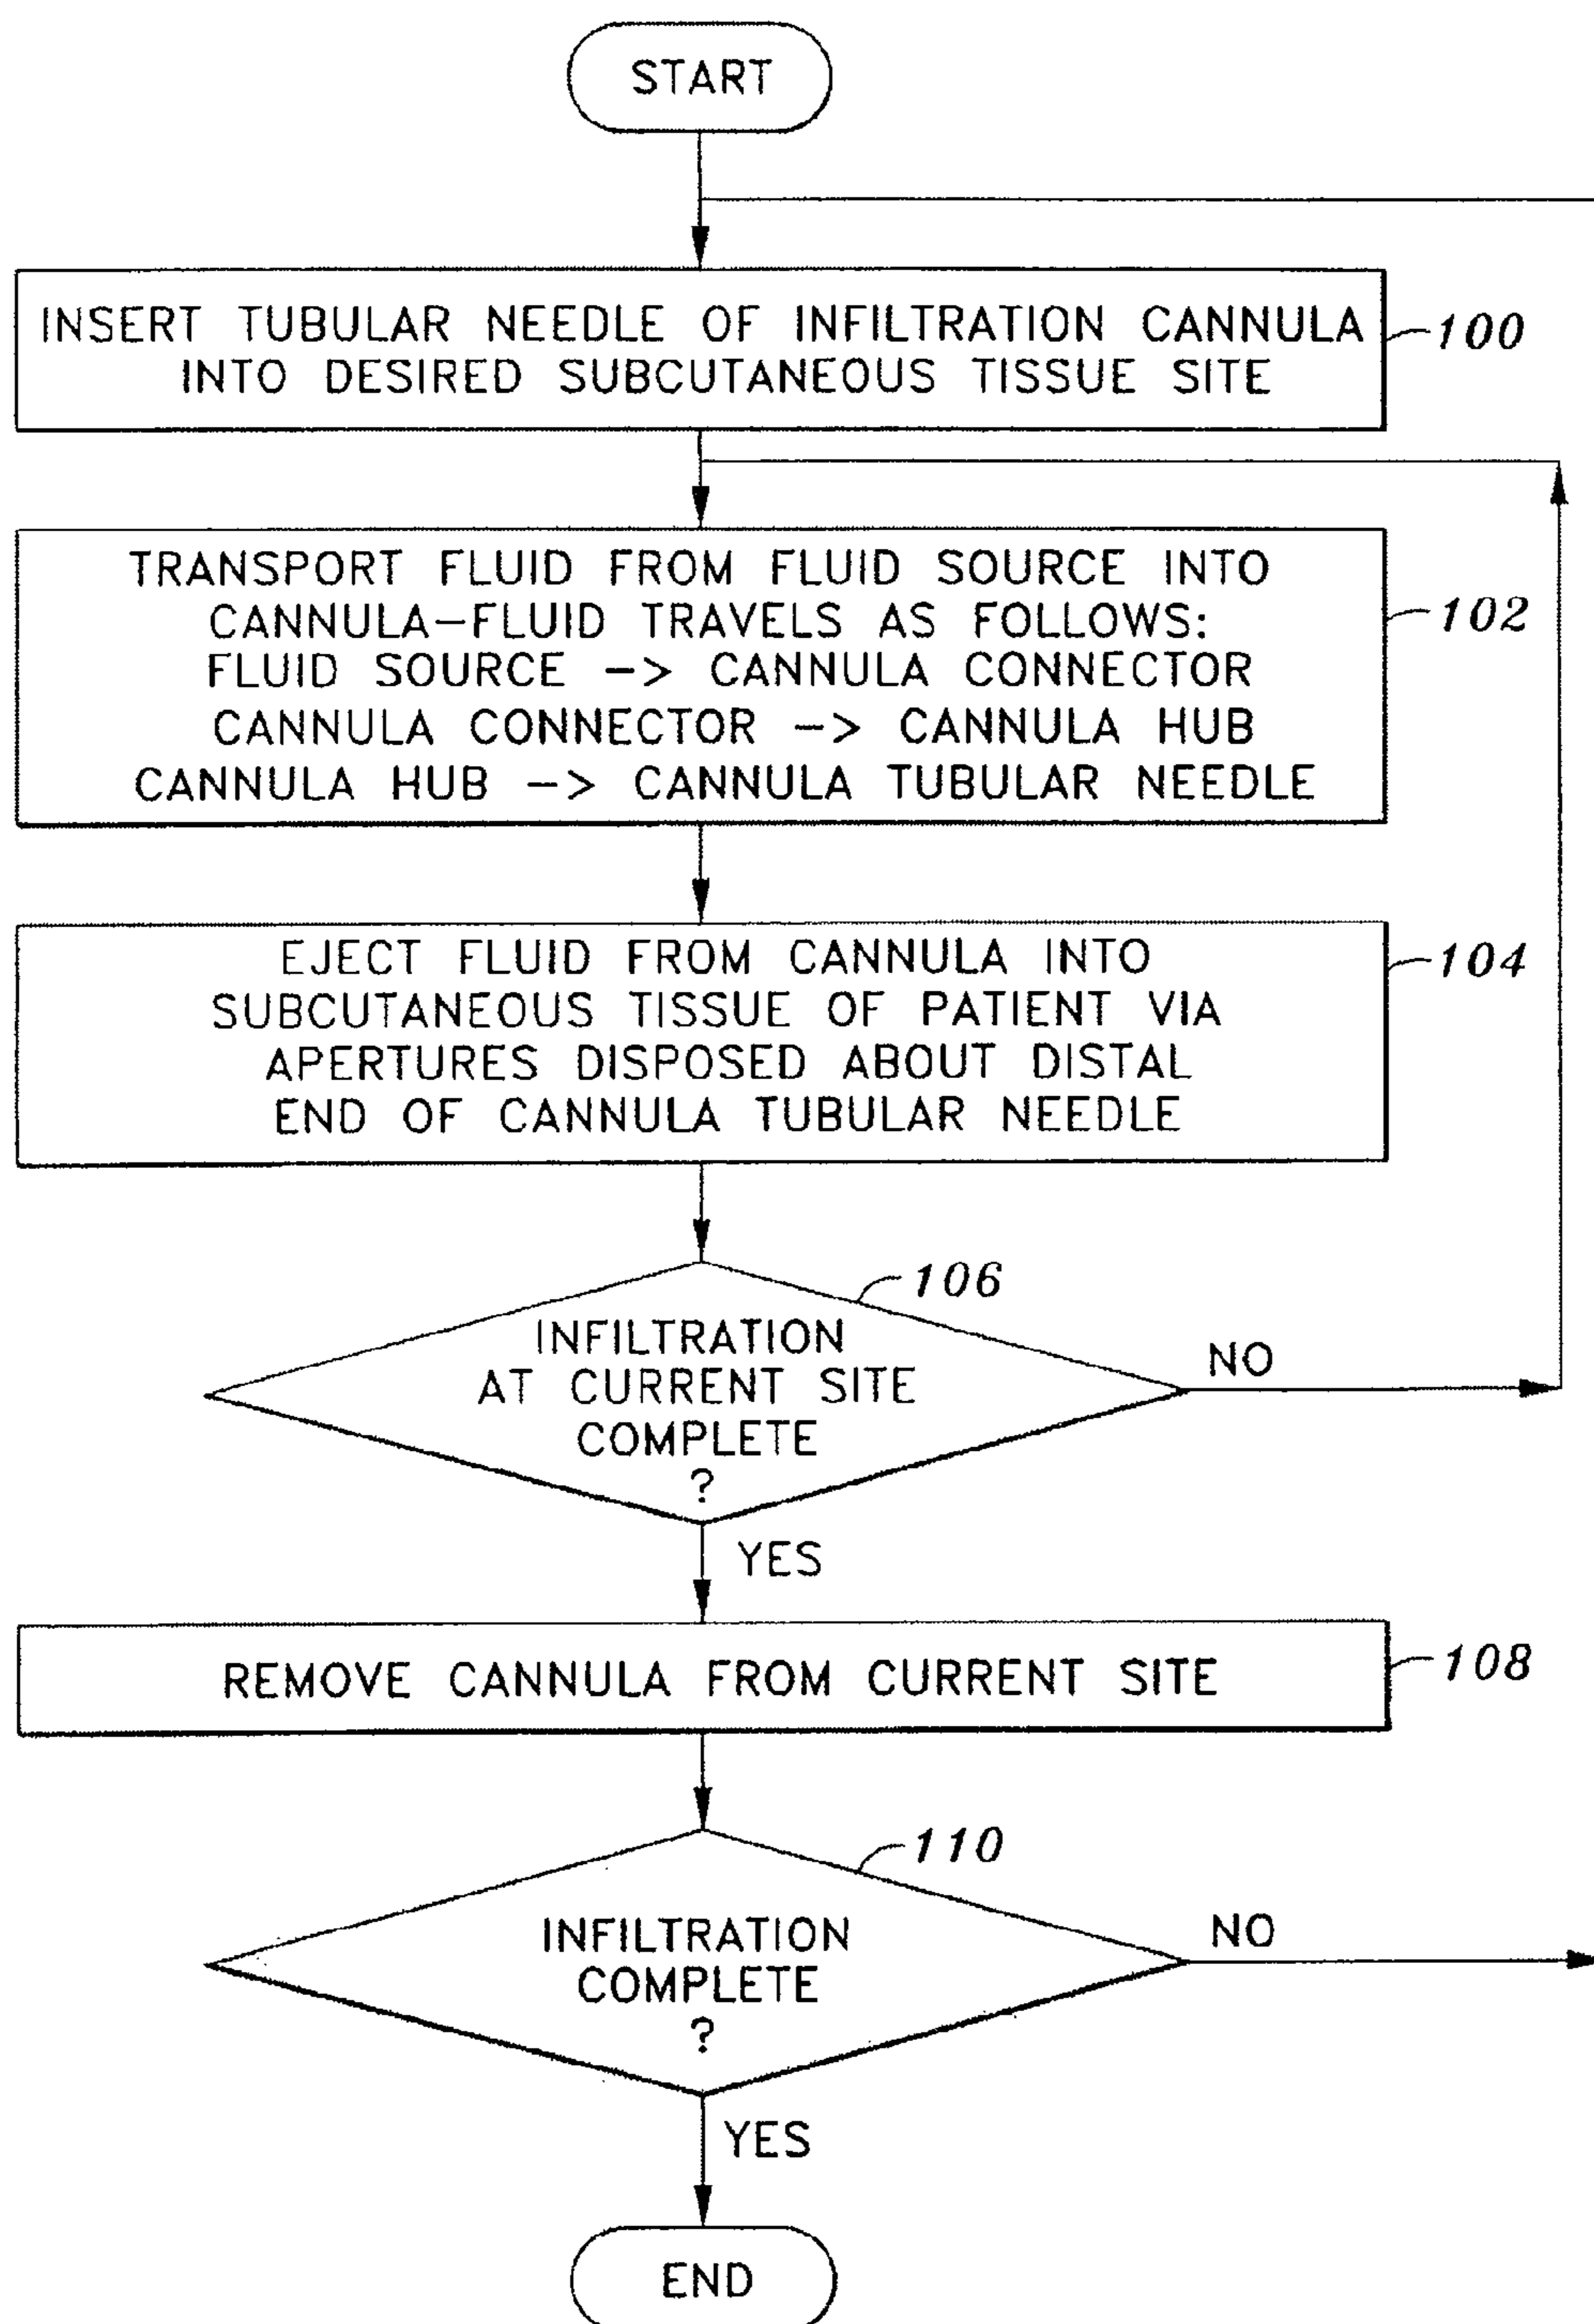 START
INSERT TUBULAR NEEDLE OF INFILTRATION CANNULA
INTO DESIRED SUBCUTANEOUS TISSUE SITE
100
TRANSPORT FLUID FROM FLUID SOURCE INTO
CANNULA-FLUID TRAVELS AS FOLLOWS:
FLUID SOURCE -> CANNULA CONNECTOR
CANNULA CONNECTOR -> CANNULA HUB
CANNULA HUB -> CANNULA TUBULAR NEEDLE
102
EJECT FLUID FROM CANNULA INTO
SUBCUTANEOUS TISSUE OF PATIENT VIA
APERTURES DISPOSED ABOUT DISTAL
END OF CANNULA TUBULAR NEEDLE
104
106
INFILTRATION
AT CURRENT SITE
COMPLETE
?
NO
YES
REMOVE CANNULA FROM CURRENT SITE
108
110
INFILTRATION
COMPLETE
?
NO
YES
END